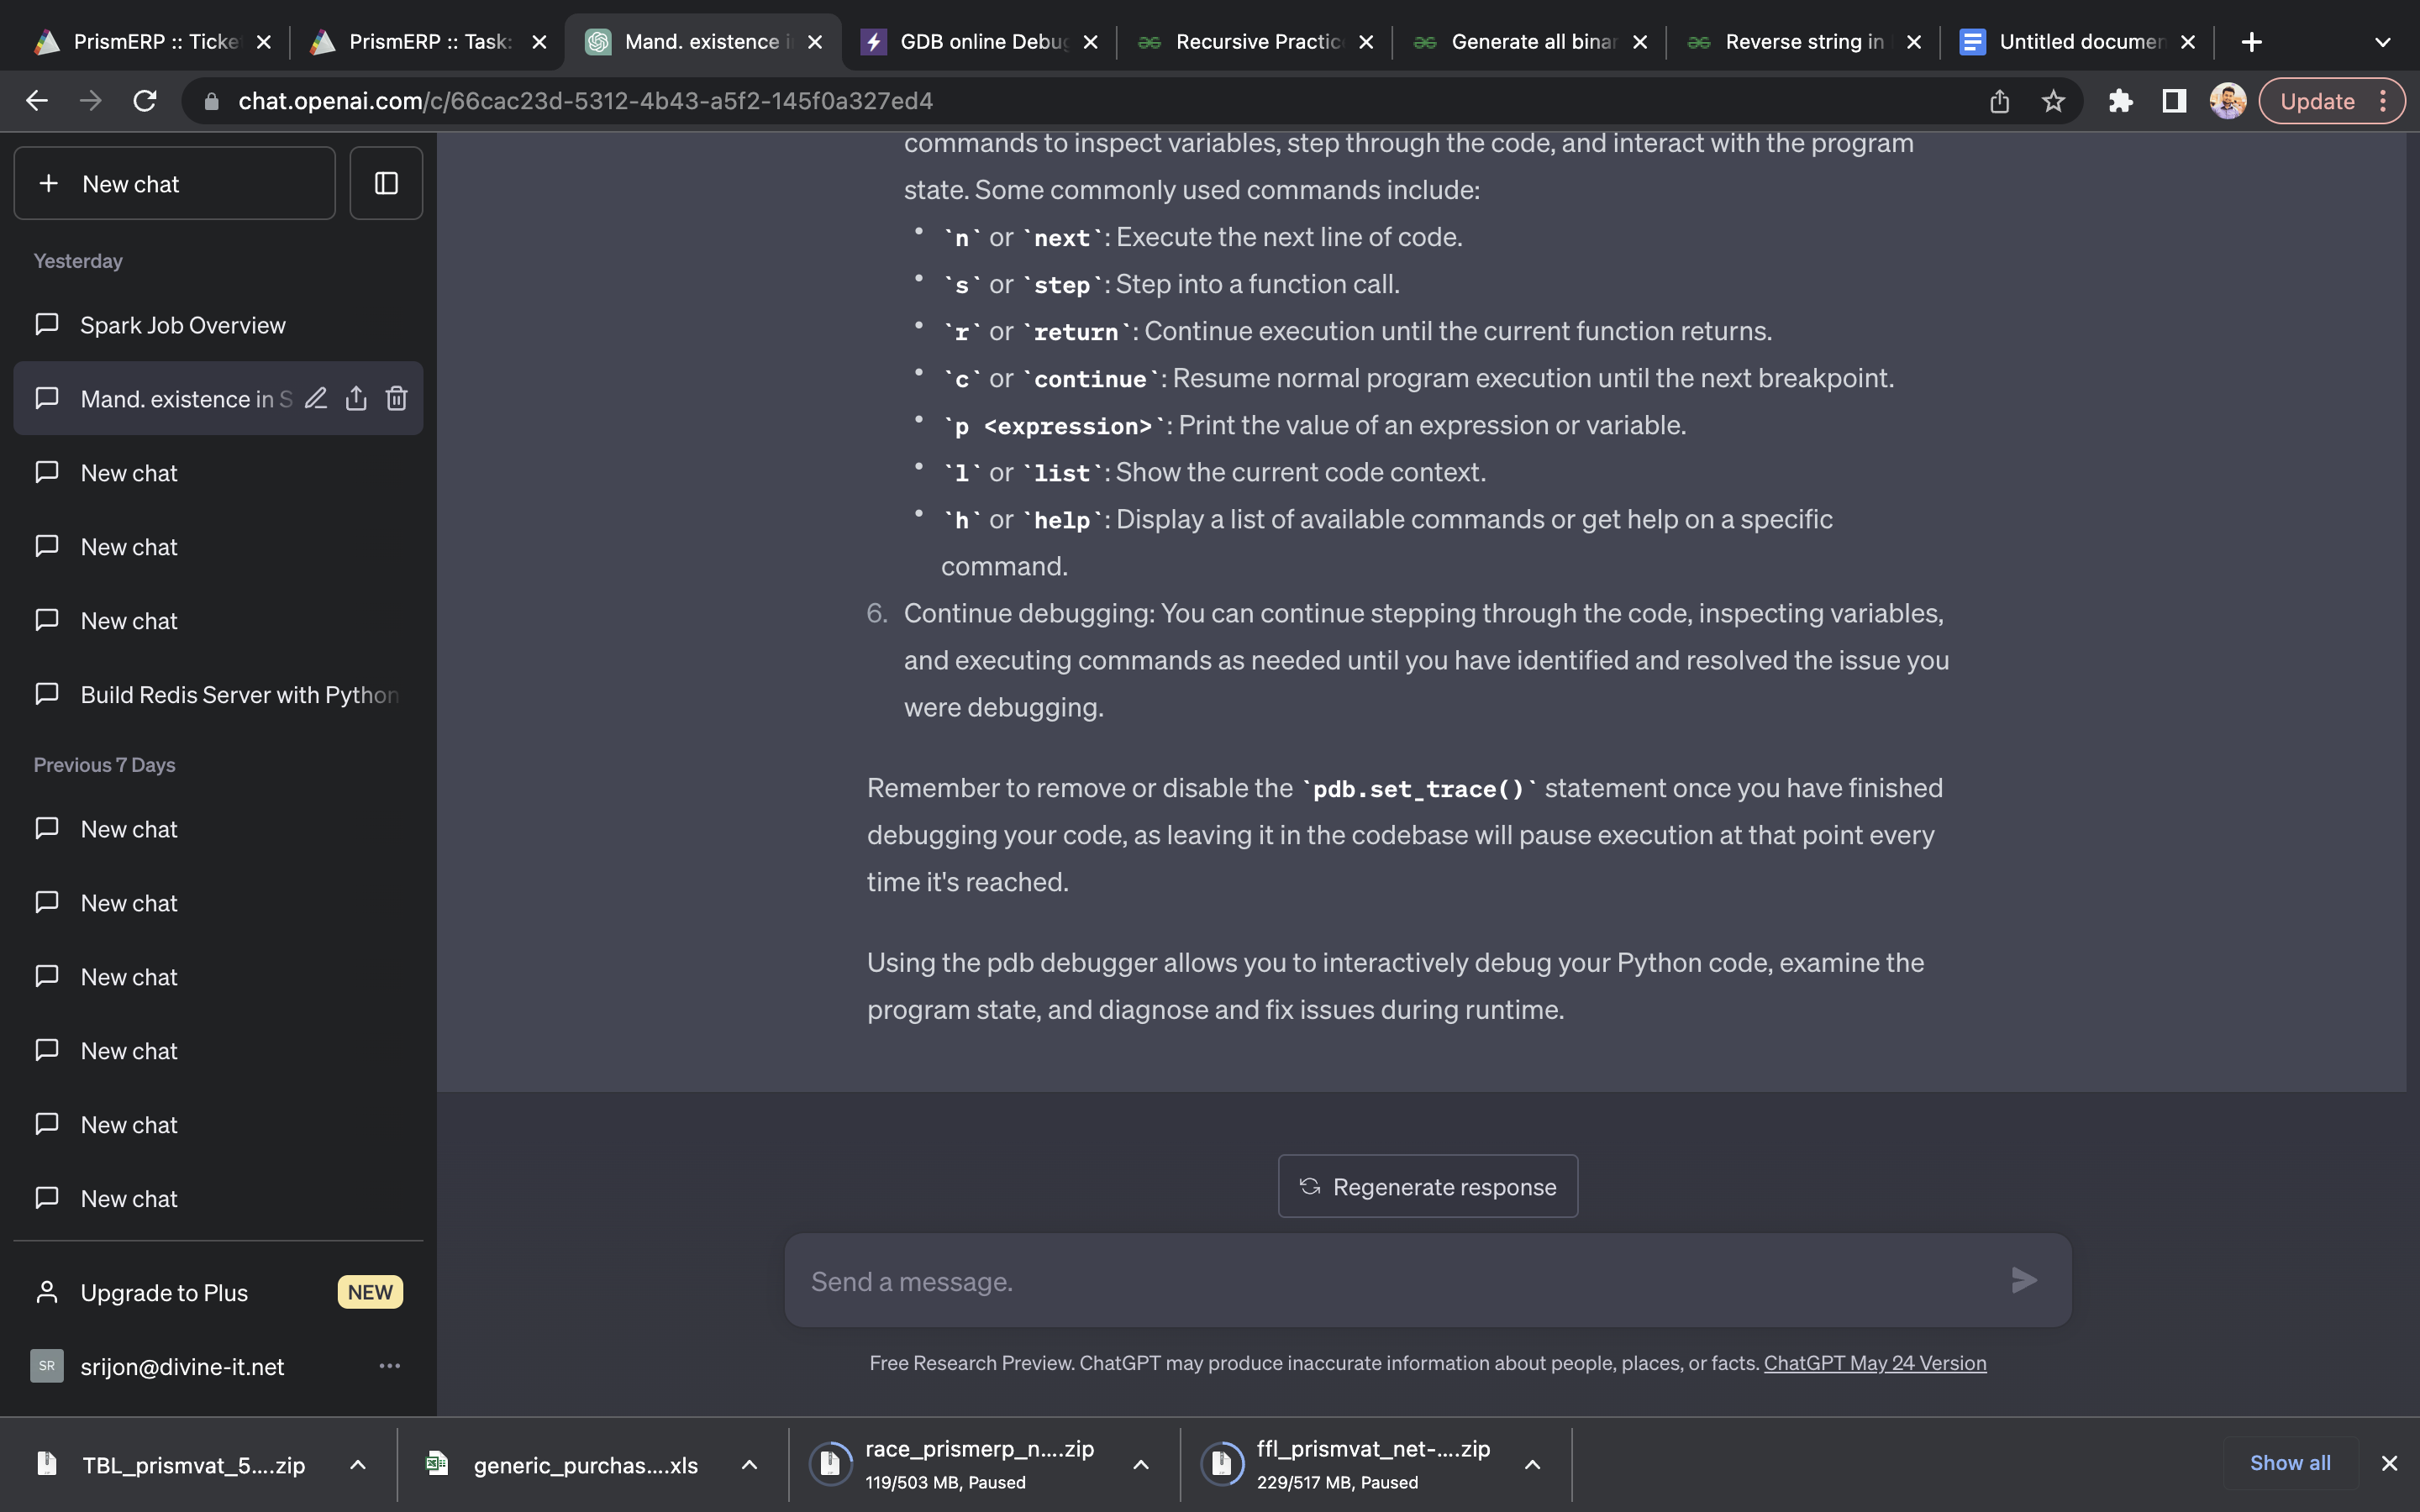 PrismERP :: Ticke
PrismERP :: Task:
Mand. existence i
GDB online Debug
Recursive Practic
Generate all binar
Reverse string in
Untitled documen
chat.openai.com/c/66cac23d-5312-4b43-a5f2-145f0a327ed4
Update
New chat
Yesterday
Spark Job Overview
Mand. existence in S
New chat
New chat
New chat
Build Redis Server with Python
Previous 7 Days
New chat
New chat
New chat
New chat
New chat
New chat
Upgrade to Plus
NEW
SR
srijon@divine-it.net
commands to inspect variables, step through the code, and interact with the program
state. Some commonly used commands include:
• `n` or `next`: Execute the next line of code.
• `s` or `step`: Step into a function call.
• `r` or `return`: Continue execution until the current function returns.
• `c` or `continue`: Resume normal program execution until the next breakpoint.
• `p <expression>`: Print the value of an expression or variable.
• `l` or `list`: Show the current code context.
• `h` or `help`: Display a list of available commands or get help on a specific
command.
6. Continue debugging: You can continue stepping through the code, inspecting variables,
and executing commands as needed until you have identified and resolved the issue you
were debugging.
Remember to remove or disable the `pdb.set_trace()` statement once you have finished
debugging your code, as leaving it in the codebase will pause execution at that point every
time it's reached.
Using the pdb debugger allows you to interactively debug your Python code, examine the
program state, and diagnose and fix issues during runtime.
Regenerate response
Send a message.
Free Research Preview. ChatGPT may produce inaccurate information about people, places, or facts. ChatGPT May 24 Version
TBL_prismvat_5....zip
generic_purchas....xls
race_prismerp_n....zip
119/503 MB, Paused
ffl_prismvat_net-....zip
229/517 MB, Paused
Show all